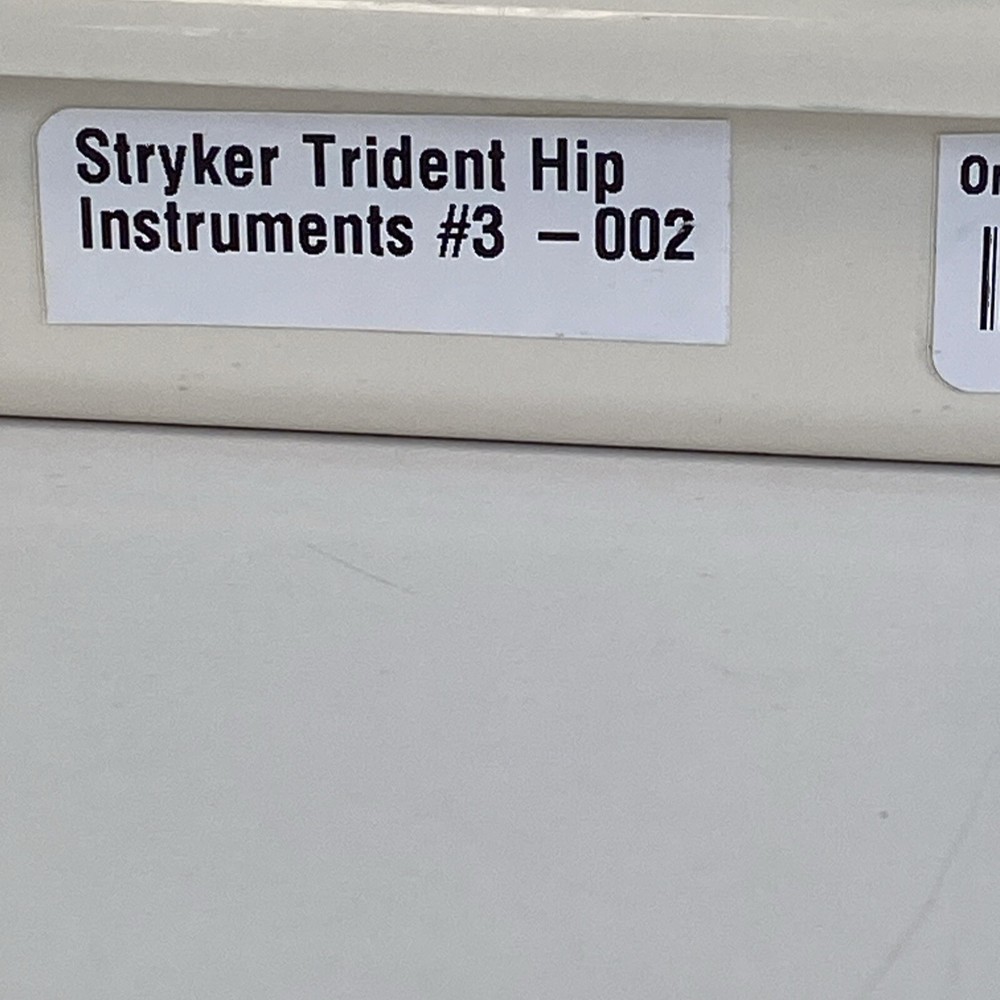 Stryker Trident Hip
Instruments #3 – 002